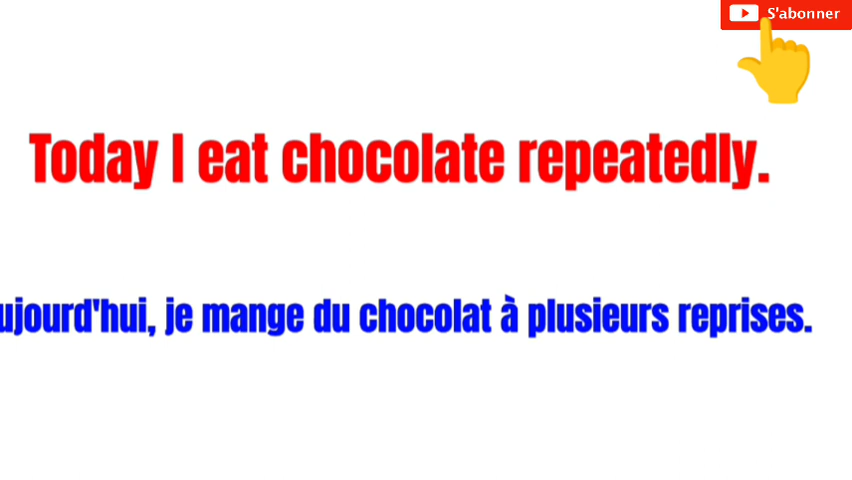 S'abonner
Today I eat chocolate repeatedly.
ujourd'hui, je mange du chocolat à plusieurs reprises.